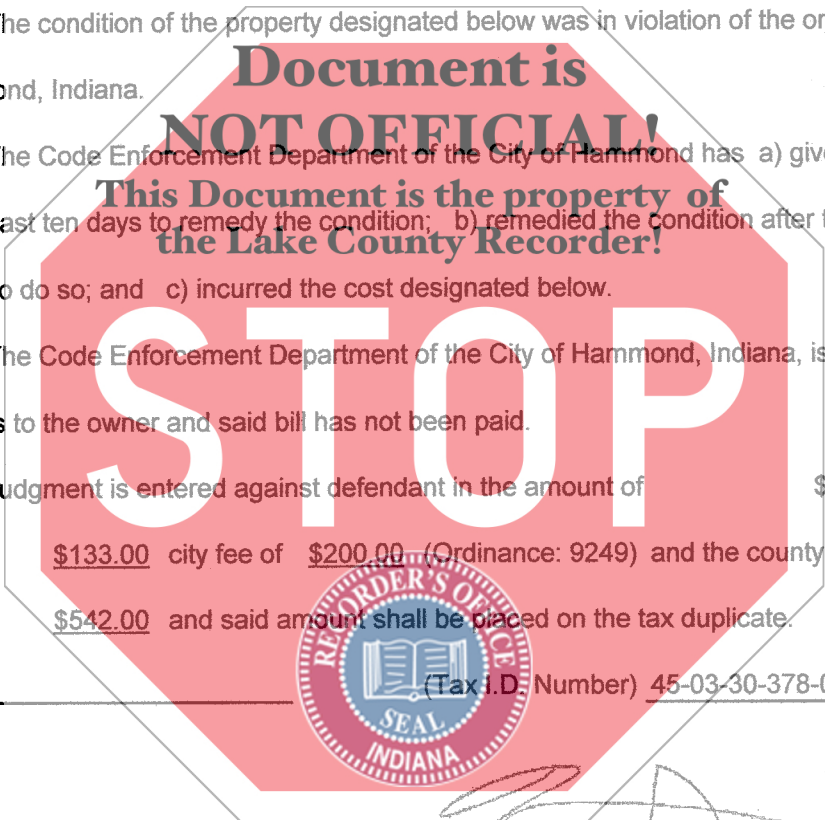 he condition of the property designated below was in violation of the or
Document is
ond, Indiana.
NOT OFFICIAL!
he Code Enforcement Department of the City of Hammond has a) give
This Document is the property of
ast ten days to remedy the condition; b) remedied the condition after t
the Lake County Recorder!
o do so; and c) incurred the cost designated below.
STOP
he Code Enforcement Department of the City of Hammond, Indiana, is
s to the owner and said bill has not been paid.
udgment is entered against defendant in the amount of $
$133.00 city fee of $200.00 (Ordinance: 9249) and the county
$542.00 and said amount shall be placed on the tax duplicate.
(Tax I.D. Number) 45-03-30-378-0
RECORDER'S OFFICE
SEAL
INDIANA